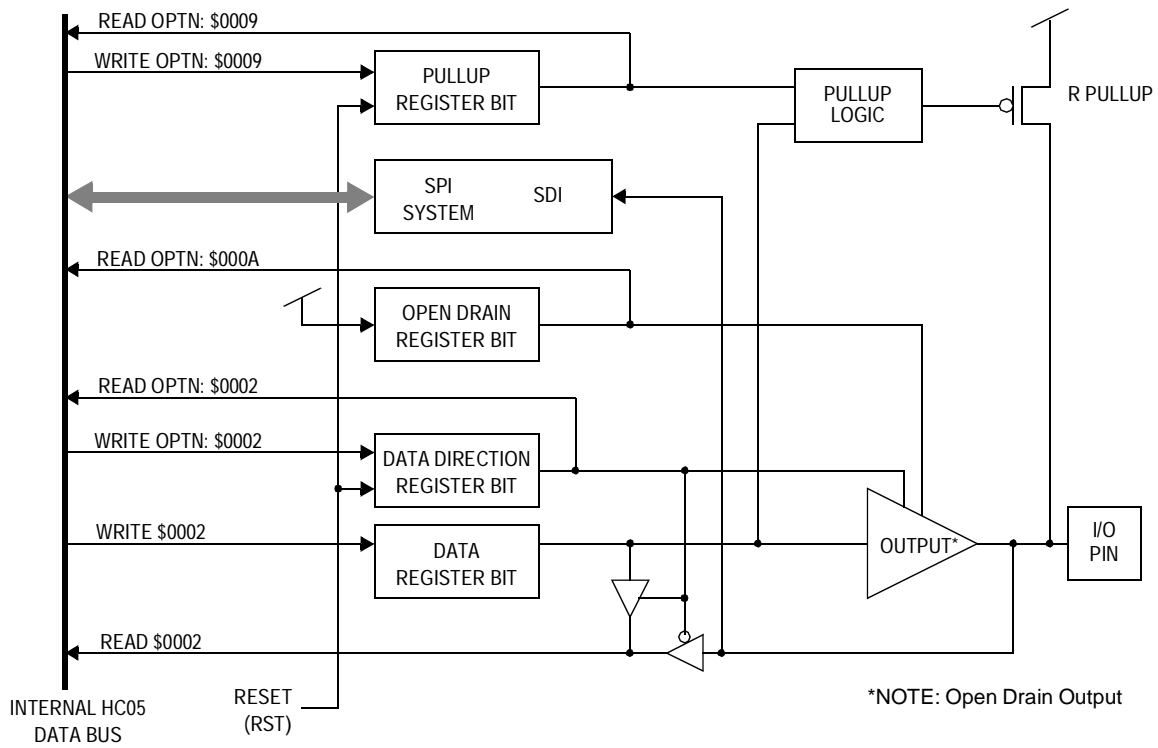 READ OPTN: $0009
WRITE OPTN: $0009
PULLUP
REGISTER BIT
PULLUP
LOGIC
R PULLUP
SPI
SYSTEM
SDI
READ OPTN: $000A
OPEN DRAIN
REGISTER BIT
READ OPTN: $0002
WRITE OPTN: $0002
DATA DIRECTION
REGISTER BIT
WRITE $0002
DATA
REGISTER BIT
OUTPUT*
I/O
PIN
READ $0002
RESET
(RST)
*NOTE: Open Drain Output
INTERNAL HC05
DATA BUS